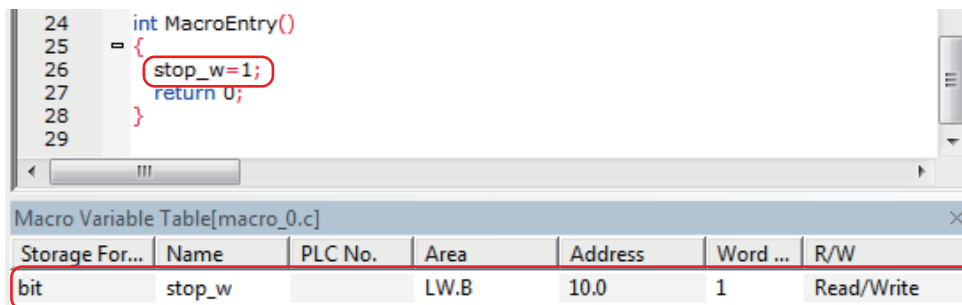 24 int MacroEntry()
25 {
26 stop_w=1;
27 return 0;
28 }
29
Macro Variable Table[macro_0.c]
Storage For... Name PLC No. Area Address Word ... R/W
bit stop_w LW.B 10.0 1 Read/Write